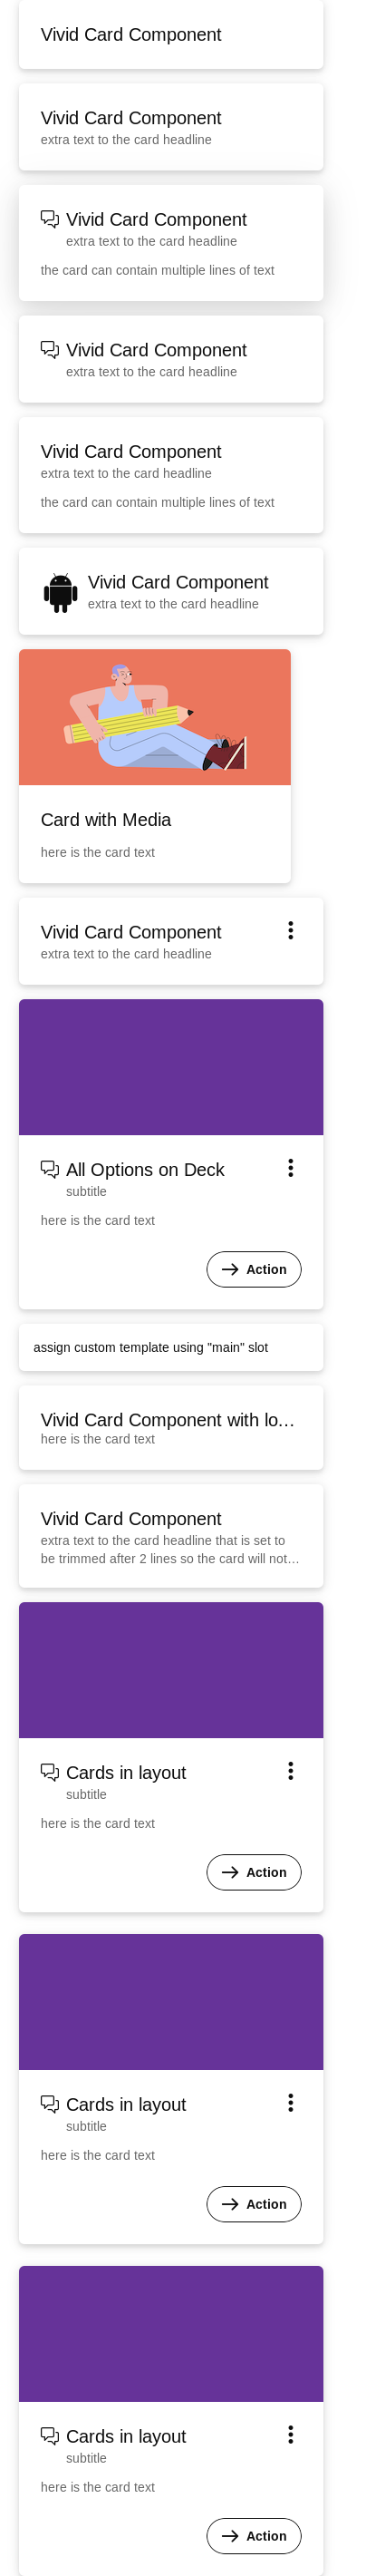 Vivid Card Component
Vivid Card Component
extra text to the card headline
Vivid Card Component
extra text to the card headline
the card can contain multiple lines of text
Vivid Card Component
extra text to the card headline
Vivid Card Component
extra text to the card headline
the card can contain multiple lines of text
Vivid Card Component
extra text to the card headline
Card with Media
here is the card text
Vivid Card Component
extra text to the card headline
All Options on Deck
subtitle
here is the card text
Action
assign custom template using "main" slot
Vivid Card Component with lo...
here is the card text
Vivid Card Component
extra text to the card headline that is set to
be trimmed after 2 lines so the card will not...
Cards in layout
subtitle
here is the card text
Action
Cards in layout
subtitle
here is the card text
Action
Cards in layout
subtitle
here is the card text
Action